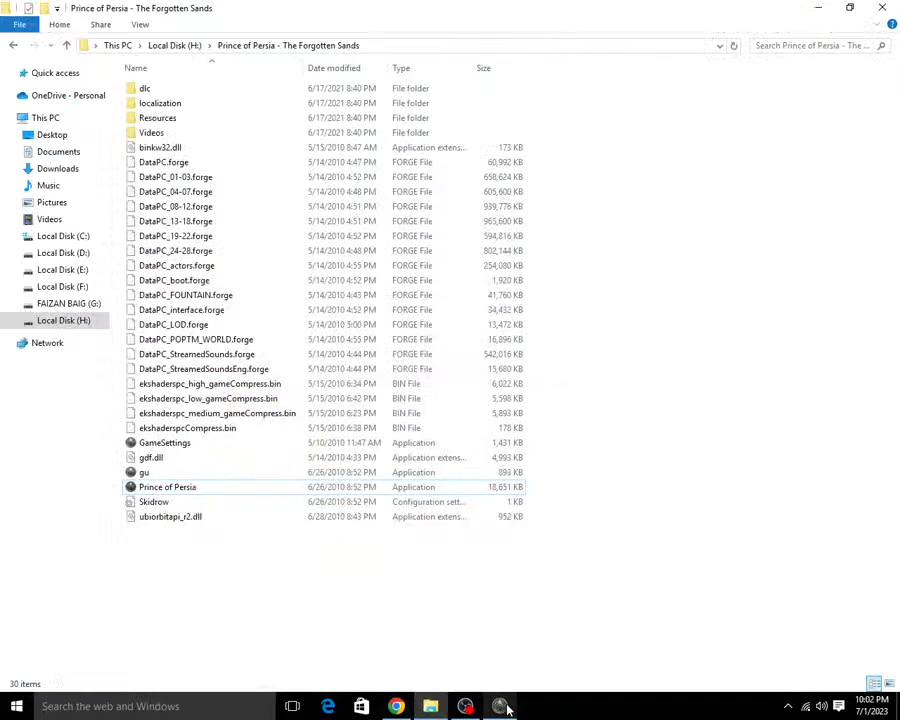 Prince of Persia - The Forgotten Sands
File Home Share View
This PC Local Disk (H:) Prince of Persia - The Forgotten Sands Search Prince of Persia - The ...
Name Date modified Type Size
Quick access
OneDrive - Personal
This PC
Desktop
Documents
Downloads
Music
Pictures
Videos
Local Disk (C:)
Local Disk (D:)
Local Disk (E:)
Local Disk (F:)
FAIZAN BAIG (G:)
Local Disk (H:)
Network
dlc 6/17/2021 8:40 PM File folder
localization 6/17/2021 8:40 PM File folder
Resources 6/17/2021 8:40 PM File folder
Videos 6/17/2021 8:40 PM File folder
binkw32.dll 5/15/2010 8:47 AM Application extens... 173 KB
DataPC.forge 5/14/2010 4:47 PM FORGE File 60,992 KB
DataPC_01-03.forge 5/14/2010 4:52 PM FORGE File 658,624 KB
DataPC_04-07.forge 5/14/2010 4:48 PM FORGE File 605,600 KB
DataPC_08-12.forge 5/14/2010 4:51 PM FORGE File 939,776 KB
DataPC_13-18.forge 5/14/2010 4:51 PM FORGE File 965,600 KB
DataPC_19-22.forge 5/14/2010 4:52 PM FORGE File 594,816 KB
DataPC_24-28.forge 5/14/2010 4:48 PM FORGE File 802,144 KB
DataPC_actors.forge 5/14/2010 4:55 PM FORGE File 254,080 KB
DataPC_boot.forge 5/14/2010 4:52 PM FORGE File 1,920 KB
DataPC_FOUNTAIN.forge 5/14/2010 4:43 PM FORGE File 41,760 KB
DataPC_interface.forge 5/14/2010 4:52 PM FORGE File 34,432 KB
DataPC_LOD.forge 5/14/2010 5:00 PM FORGE File 13,472 KB
DataPC_POPTM_WORLD.forge 5/14/2010 4:55 PM FORGE File 16,896 KB
DataPC_StreamedSounds.forge 5/14/2010 4:44 PM FORGE File 542,016 KB
DataPC_StreamedSoundsEng.forge 5/14/2010 4:44 PM FORGE File 15,680 KB
ekshaderspc_high_gameCompress.bin 5/15/2010 6:34 PM BIN File 6,022 KB
ekshaderspc_low_gameCompress.bin 5/15/2010 6:42 PM BIN File 5,598 KB
ekshaderspc_medium_gameCompress.bin 5/15/2010 6:23 PM BIN File 5,893 KB
ekshaderspcCompress.bin 5/15/2010 6:28 PM BIN File 178 KB
GameSettings 5/10/2010 11:47 AM Application 1,431 KB
gdf.dll 5/14/2010 4:33 PM Application extens... 4,993 KB
gu 6/26/2010 8:52 PM Application 893 KB
Prince of Persia 6/26/2010 8:52 PM Application 18,651 KB
Skidrow 6/26/2010 8:52 PM Configuration sett... 1 KB
ubiorbitapi_r2.dll 6/28/2010 8:43 PM Application extens... 952 KB
30 items
Search the web and Windows
10:02 PM
7/1/2023